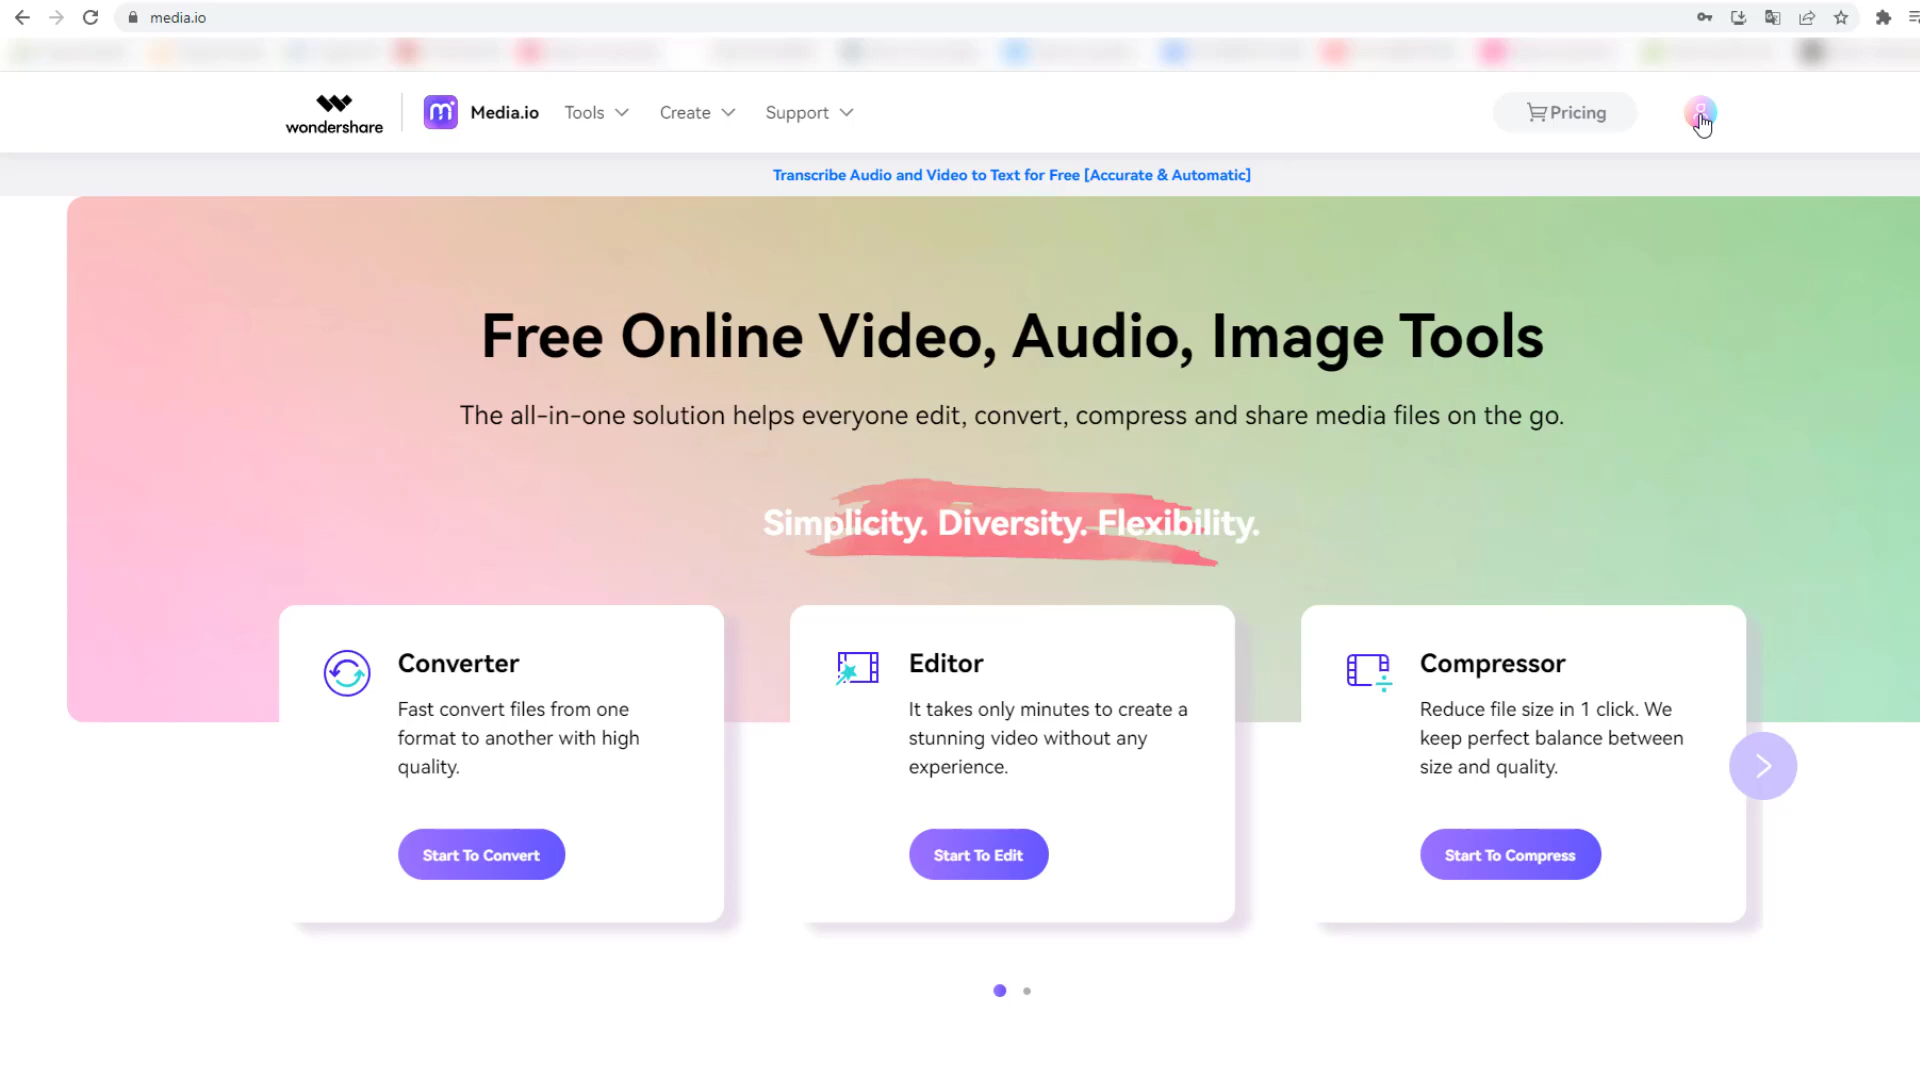 media.io
wondershare
Media.io
Tools
Create
Support
Pricing
Transcribe Audio and Video to Text for Free [Accurate & Automatic]
Free Online Video, Audio, Image Tools
The all-in-one solution helps everyone edit, convert, compress and share media files on the go.
Simplicity. Diversity. Flexibility.
Converter
Fast convert files from one
format to another with high
quality.
Start To Convert
Editor
It takes only minutes to create a
stunning video without any
experience.
Start To Edit
Compressor
Reduce file size in 1 click. We
keep perfect balance between
size and quality.
Start To Compress